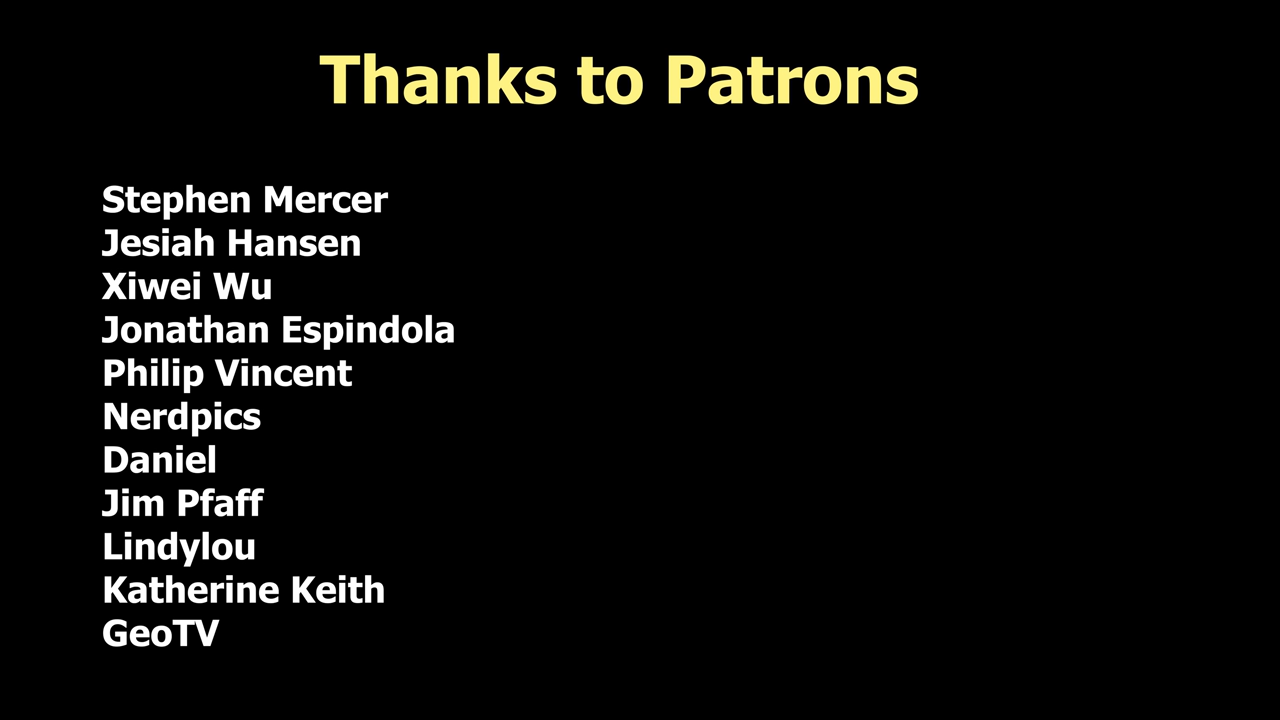 Thanks to Patrons
Stephen Mercer
Jesiah Hansen
Xiwei Wu
Jonathan Espindola
Philip Vincent
Nerdpics
Daniel
Jim Pfaff
Lindylou
Katherine Keith
GeoTV